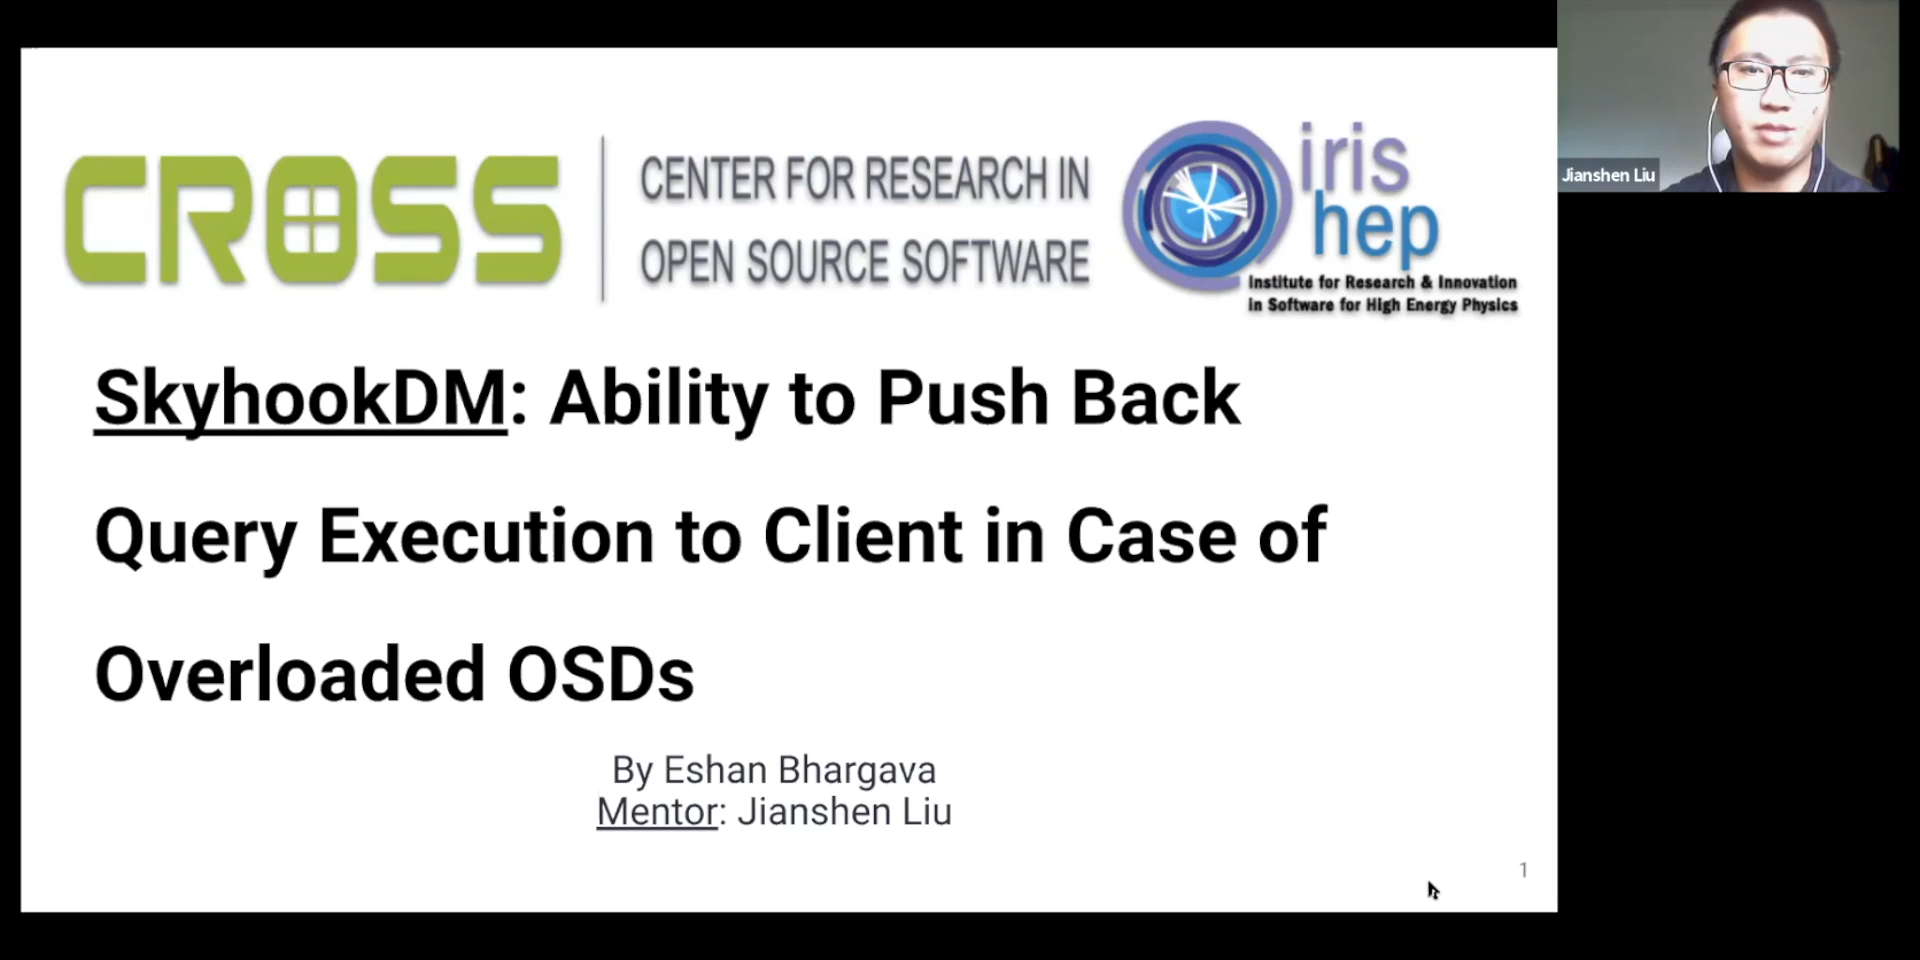 CROSS
CENTER FOR RESEARCH IN
OPEN SOURCE SOFTWARE
iris
hep
Institute for Research & Innovation
in Software for High Energy Physics
Jianshen Liu
SkyhookDM: Ability to Push Back
Query Execution to Client in Case of
Overloaded OSDs
By Eshan Bhargava
Mentor: Jianshen Liu
1